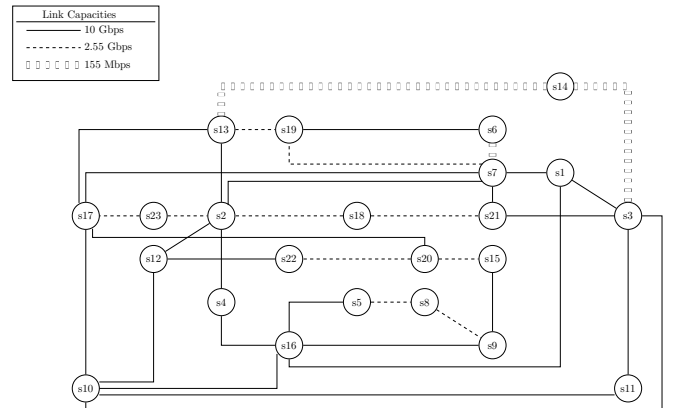 Link Capacities
10 Gbps
2.55 Gbps
155 Mbps
s14
s13
s19
s6
s7
s1
s17
s23
s2
s18
s21
s3
s12
s22
s20
s15
s4
s5
s8
s16
s9
s10
s11